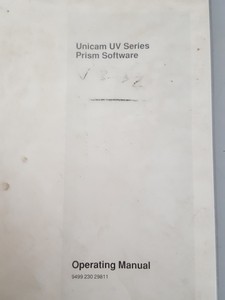 Unicam UV Series
Prism Software
Operating Manual
9499 230 29811